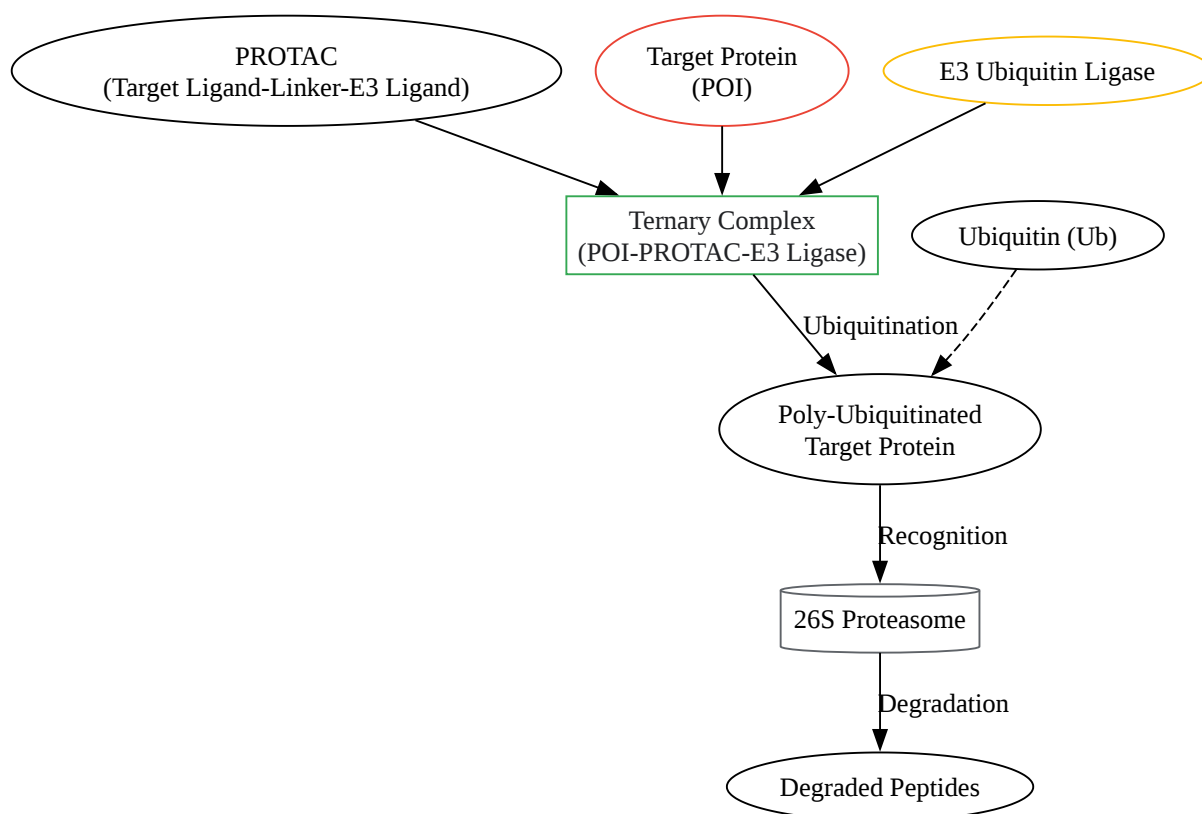 PROTAC
(Target Ligand-Linker-E3 Ligand)
Target Protein
(POI)
E3 Ubiquitin Ligase
Ternary Complex
(POI-PROTAC-E3 Ligase)
Ubiquitin (Ub)
Ubiquitination
Poly-Ubiquitinated
Target Protein
Recognition
26S Proteasome
Degradation
Degraded Peptides